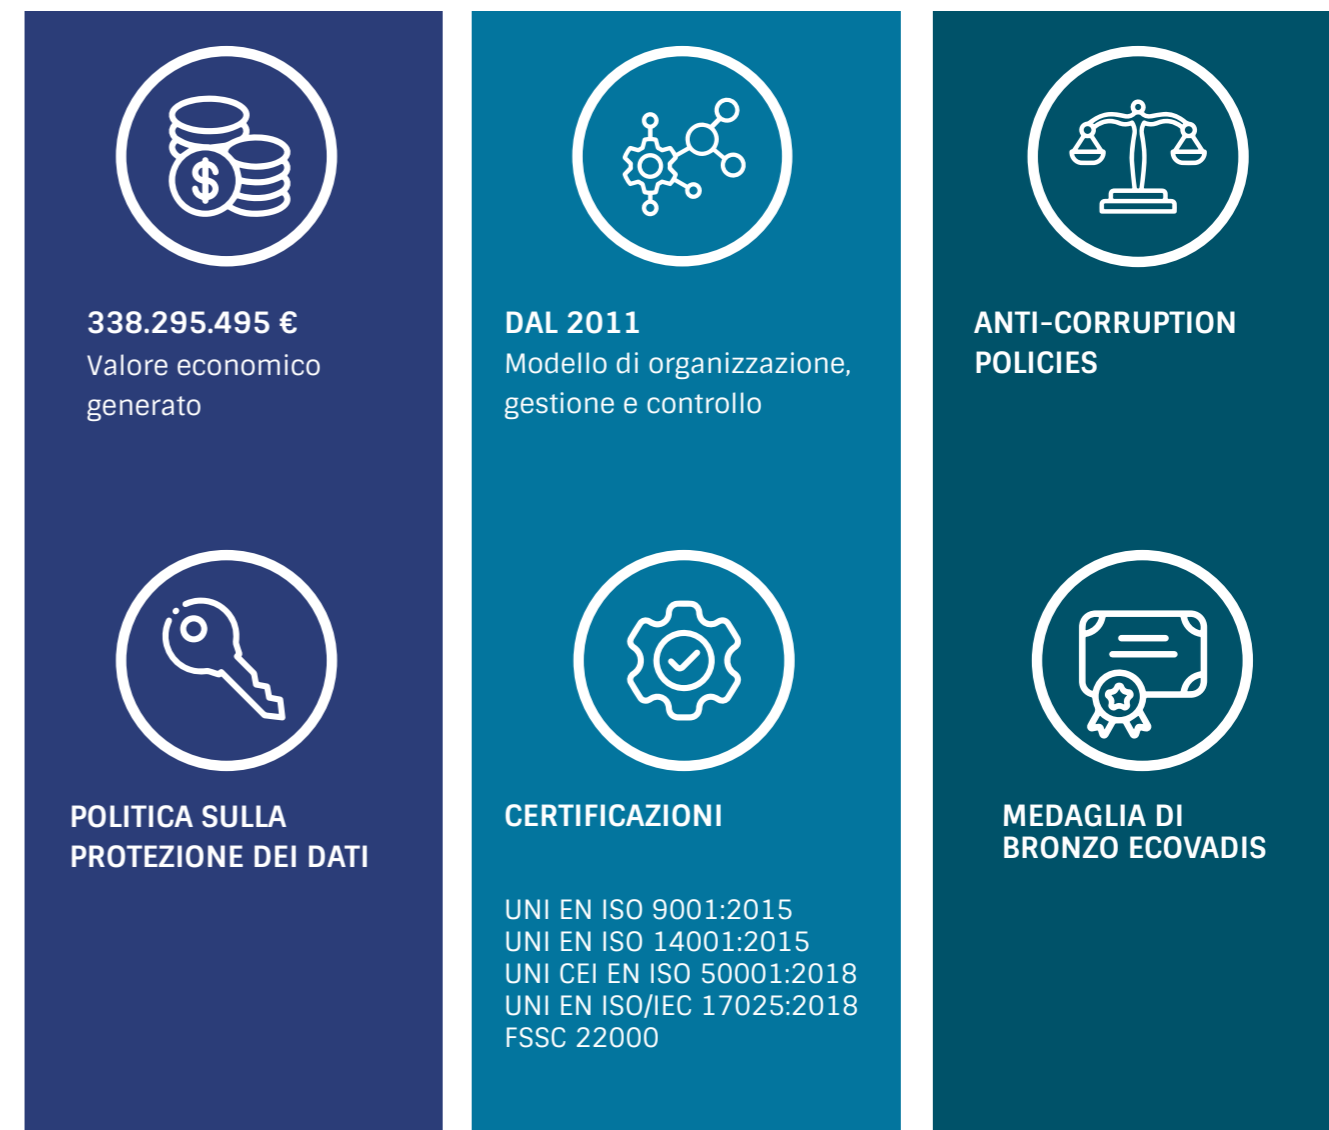 338.295.495 €
Valore economico
generato
DAL 2011
Modello di organizzazione,
gestione e controllo
ANTI-CORRUPTION
POLICIES
POLITICA SULLA
PROTEZIONE DEI DATI
CERTIFICAZIONI
UNI EN ISO 9001:2015
UNI EN ISO 14001:2015
UNI CEI EN ISO 50001:2018
UNI EN ISO/IEC 17025:2018
FSSC 22000
MEDAGLIA DI
BRONZO ECOVADIS